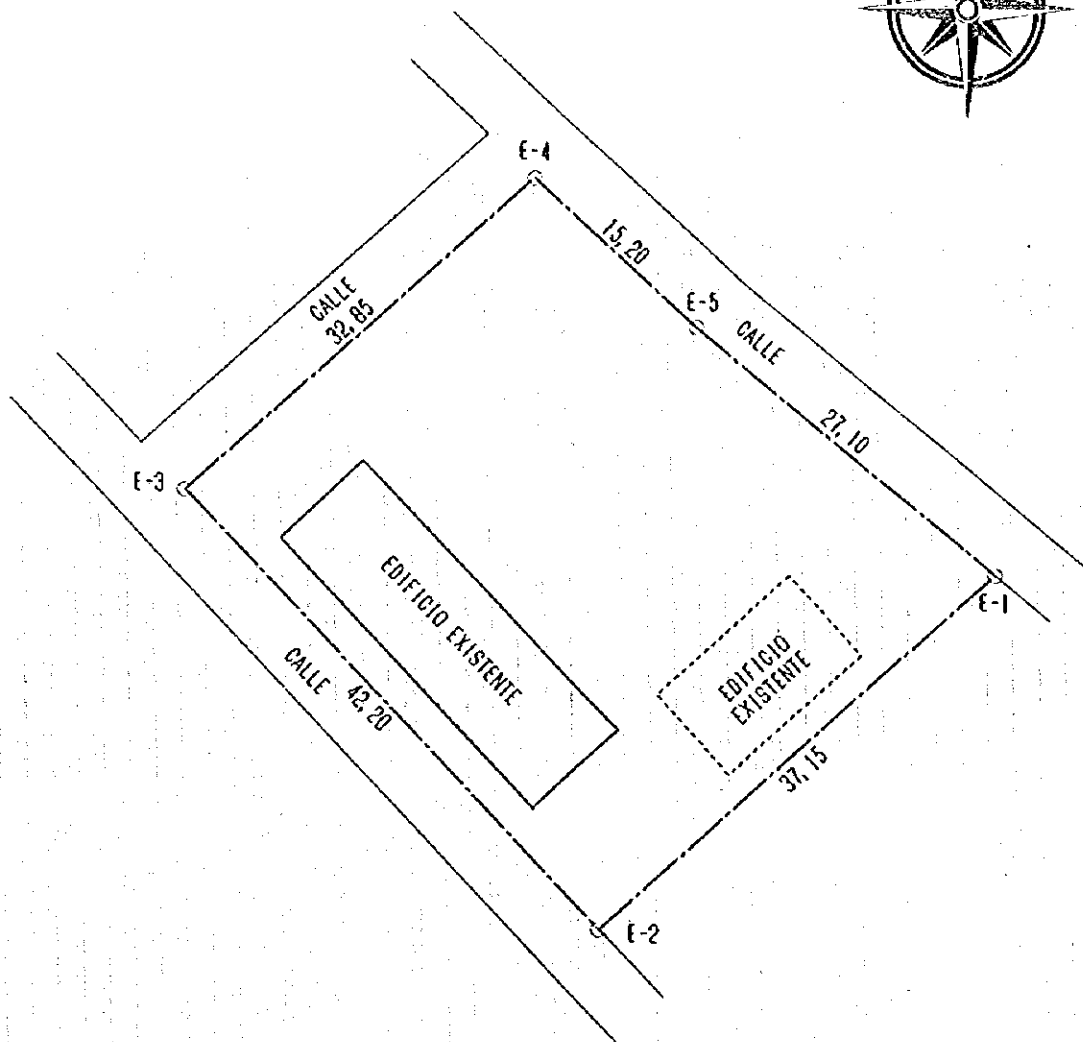 E-4
15,20
CALLE
32,85
E-5
CALLE
27,10
E-3
E-1
EDIFICIO EXISTENTE
EDIFICIO
EXISTENTE
CALLE 42,20
37,15
E-2